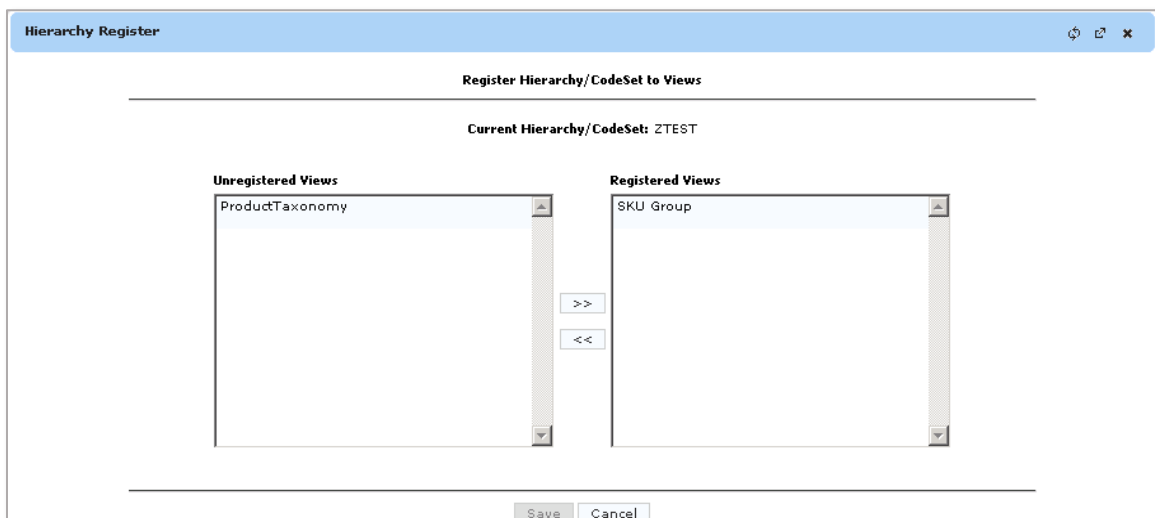 Hierarchy Register
Register Hierarchy/CodeSet to Views
Current Hierarchy/CodeSet: ZTEST
Unregistered Views
Registered Views
ProductTaxonomy
SKU Group
>>
<<
Save
Cancel